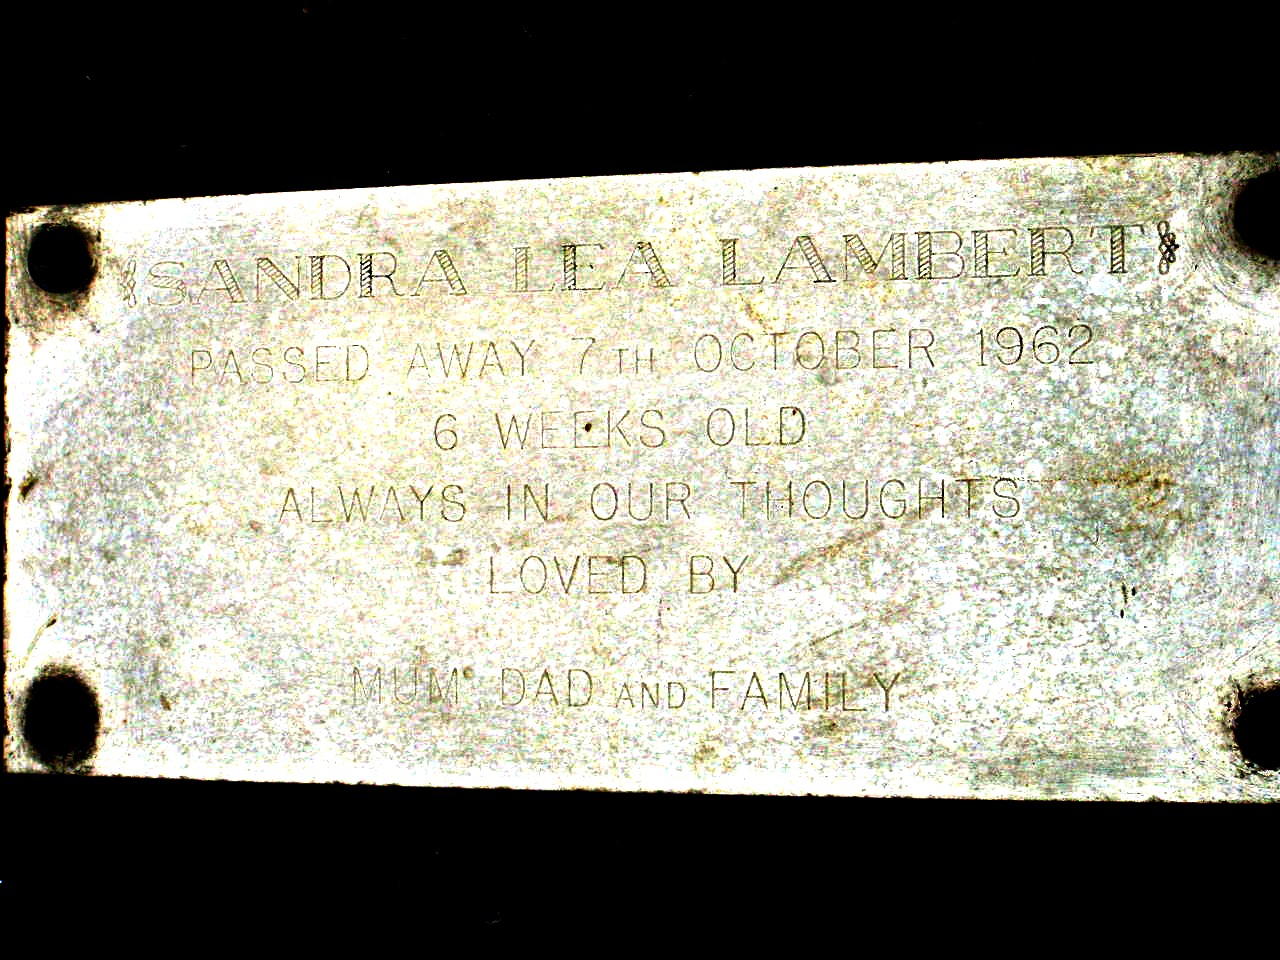 SANDRA LEA LAMBERT
PASSED AWAY 7TH OCTOBER 1962
6 WEEKS OLD
ALWAYS IN OUR THOUGHTS
LOVED BY
MUM DAD AND FAMILY